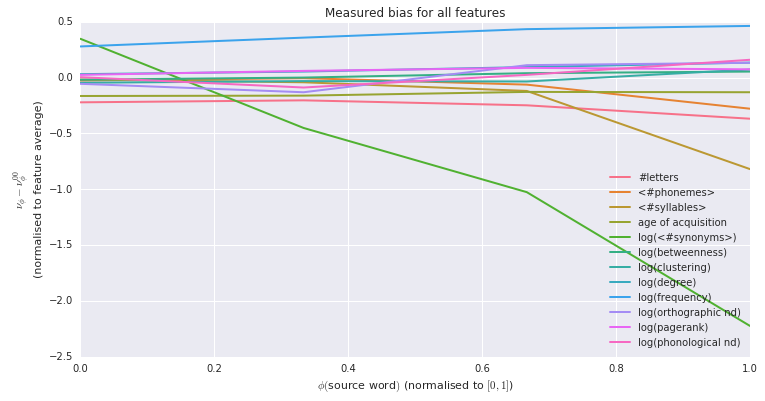 Measured bias for all features
0.5
0.0
−0.5
−1.0
−1.5
−2.0
−2.5
ν_ϕ − ν_ϕ^00
(normalised to feature average)
#letters
<#phonemes>
<#syllables>
age of acquisition
log(<#synonyms>)
log(betweenness)
log(clustering)
log(degree)
log(frequency)
log(orthographic nd)
log(pagerank)
log(phonological nd)
0.0 0.2 0.4 0.6 0.8 1.0
ϕ(source word) (normalised to [0, 1])